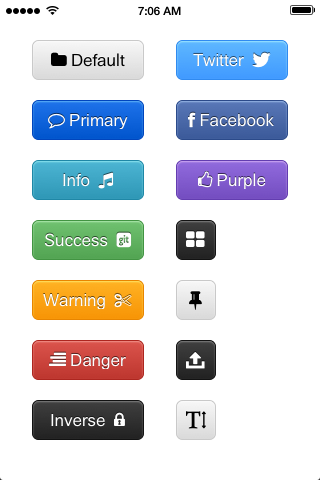 7:06 AM
Default
Twitter
Primary
f Facebook
Info
Purple
Success git
Warning
Danger
Inverse
T